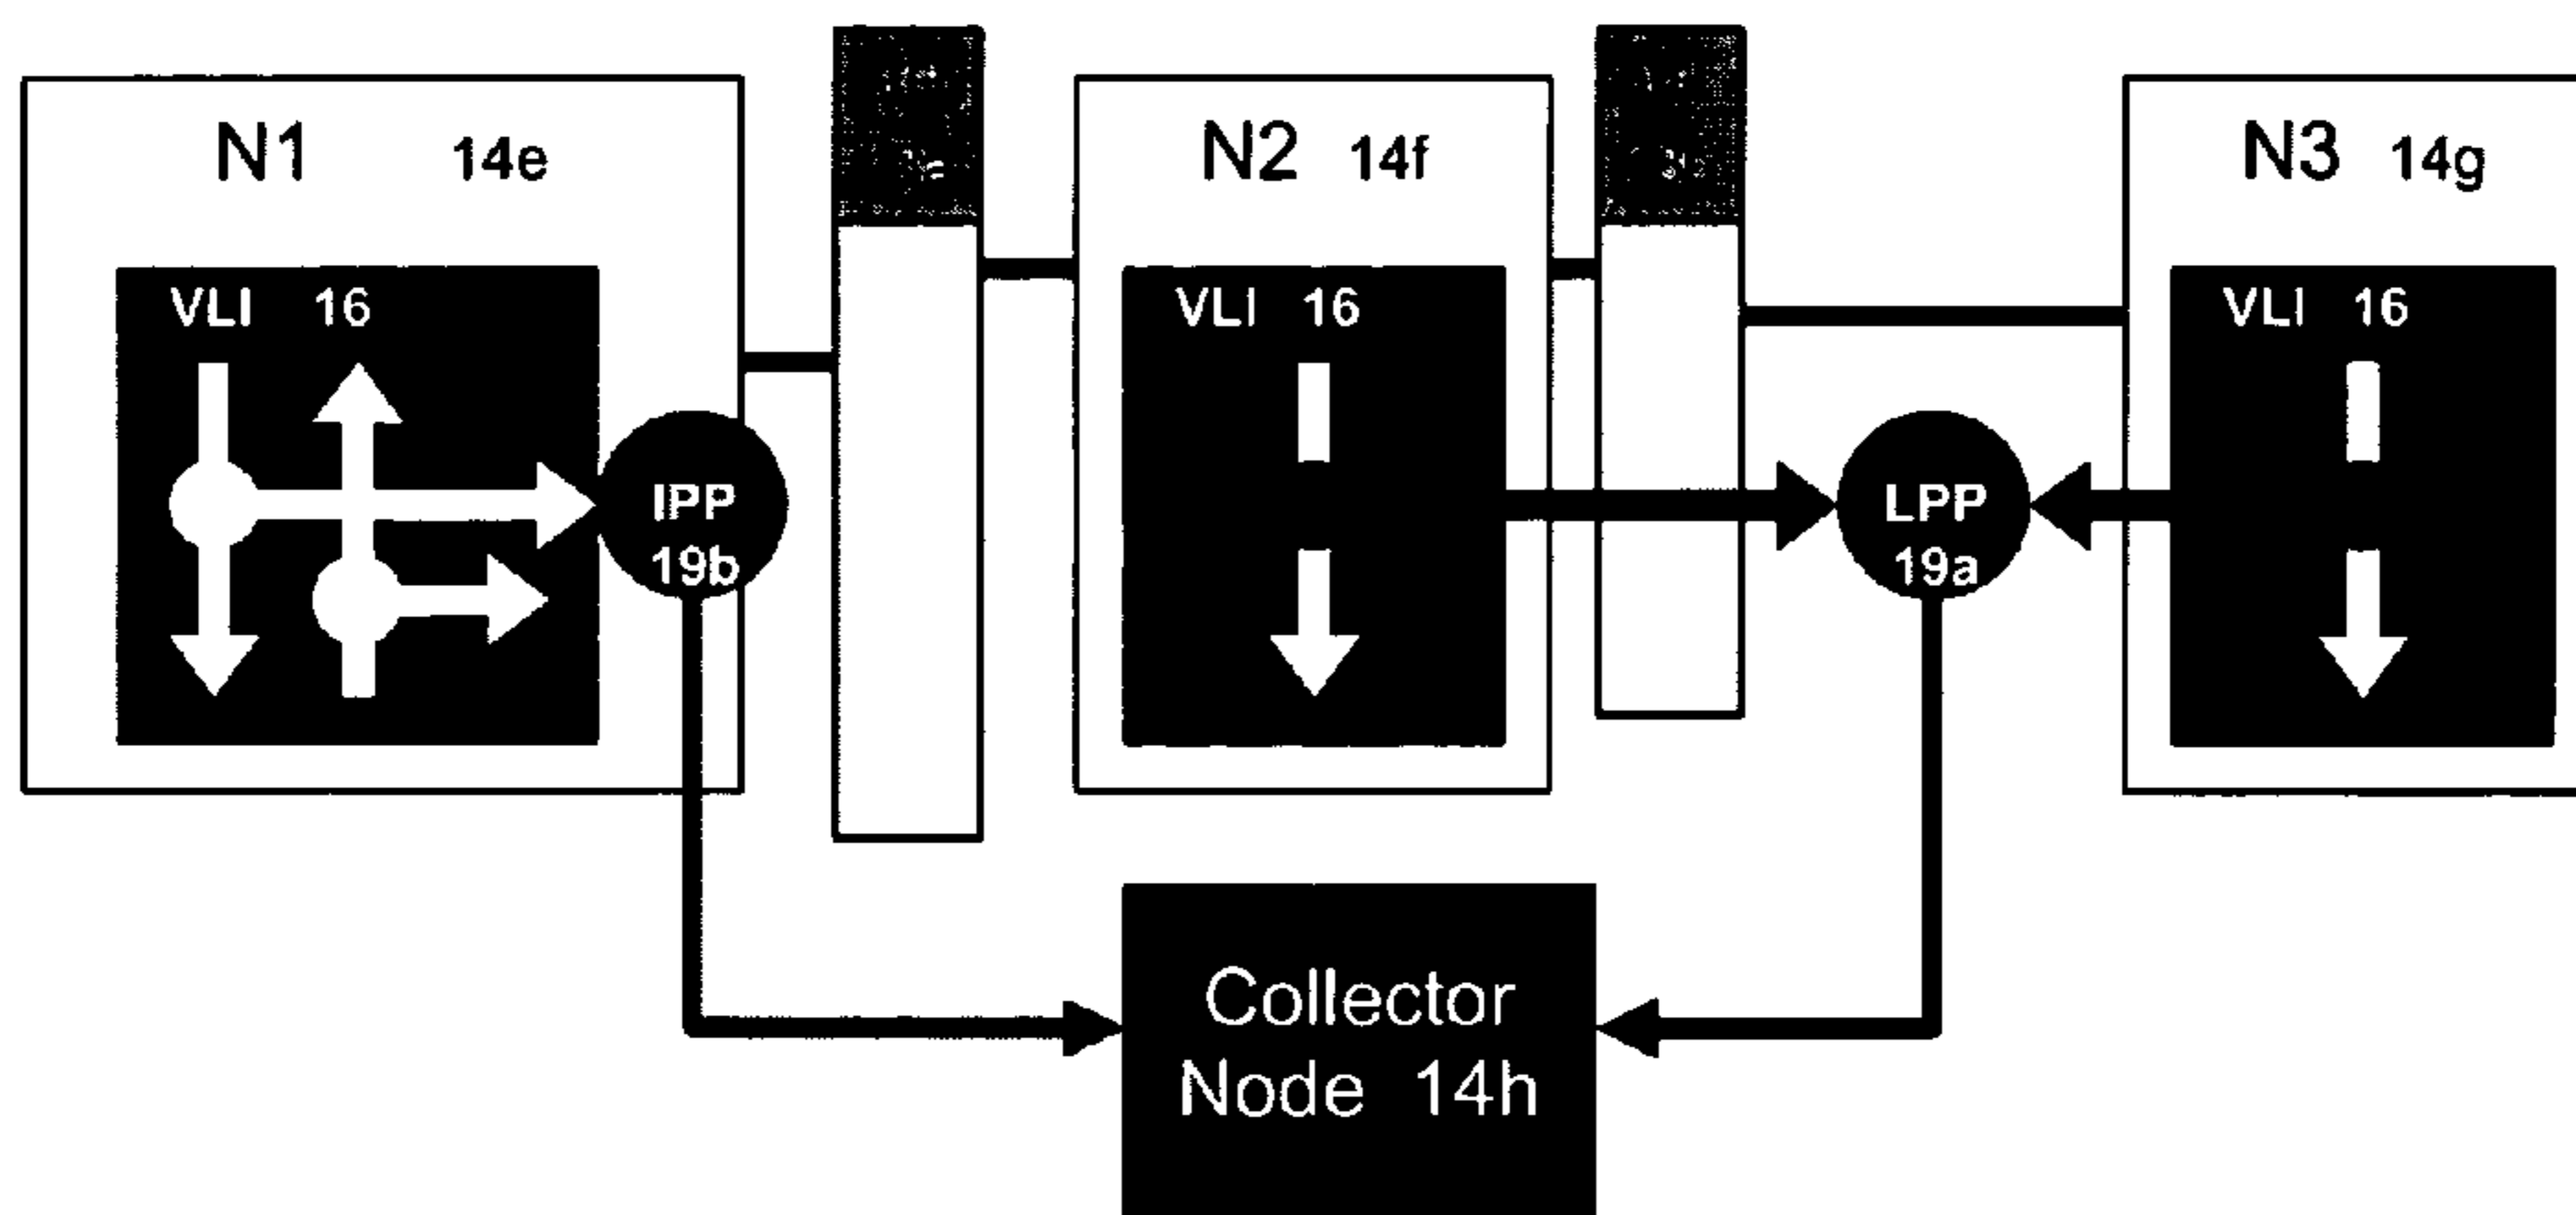 N1 14e
N2 14f
N3 14g
VLI 16
VLI 16
VLI 16
IPP
19b
LPP
19a
Collector
Node 14h